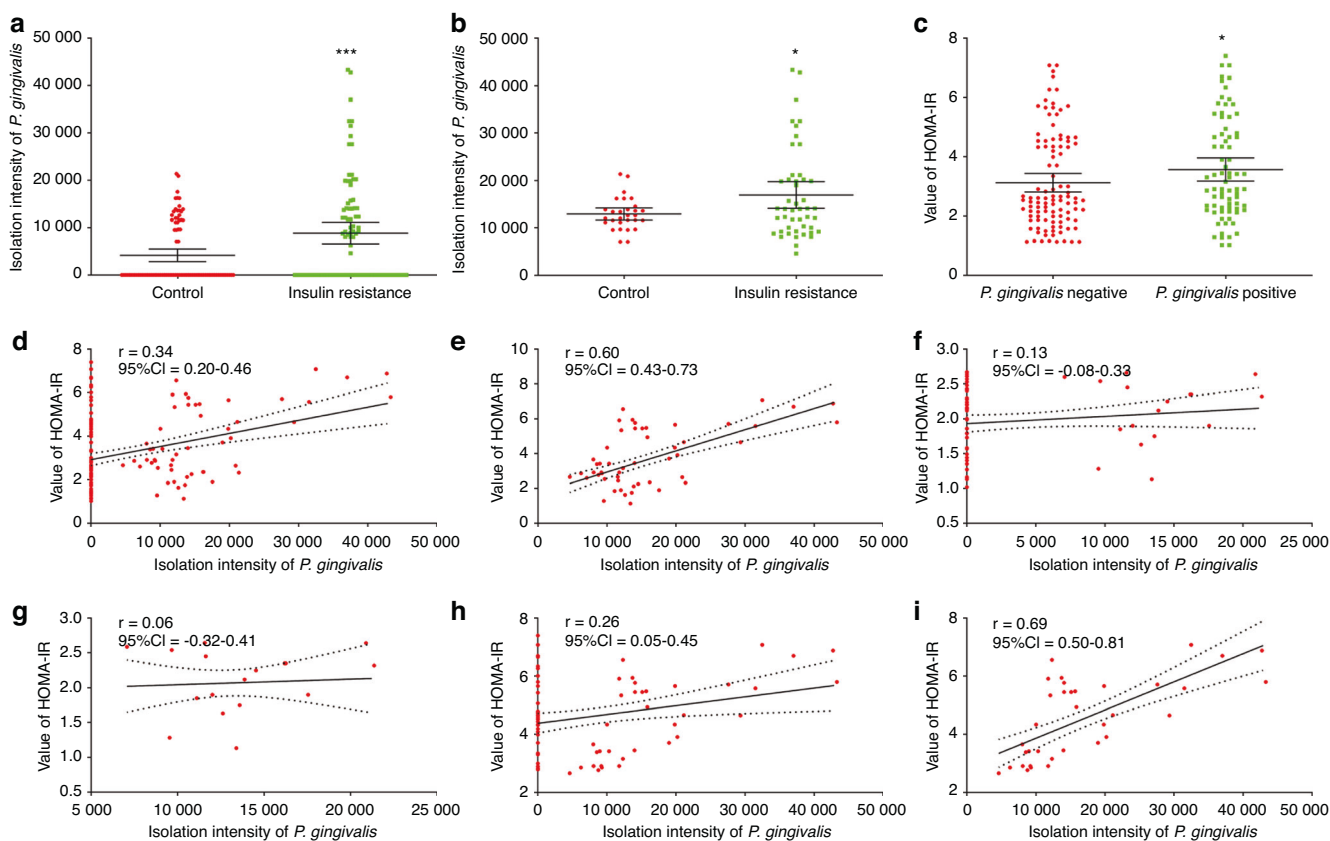 a
Isolation intensity of P. gingivalis
50 000
40 000
30 000
20 000
10 000
0
***
Control
Insulin resistance
b
Isolation intensity of P. gingivalis
50 000
40 000
30 000
20 000
10 000
0
*
Control
Insulin resistance
c
Value of HOMA-IR
8
6
4
2
0
*
P. gingivalis negative
P. gingivalis positive
d
Value of HOMA-IR
8
6
4
2
0
r = 0.34
95%CI = 0.20-0.46
0
10 000
20 000
30 000
40 000
50 000
Isolation intensity of P. gingivalis
e
Value of HOMA-IR
10
8
6
4
2
0
r = 0.60
95%CI = 0.43-0.73
0
10 000
20 000
30 000
40 000
50 000
Isolation intensity of P. gingivalis
f
Value of HOMA-IR
3.0
2.5
2.0
1.5
1.0
0.5
r = 0.13
95%CI = -0.08-0.33
0
5 000
10 000
15 000
20 000
25 000
Isolation intensity of P. gingivalis
g
Value of HOMA-IR
3.0
2.5
2.0
1.5
1.0
0.5
r = 0.06
95%CI = -0.32-0.41
5 000
10 000
15 000
20 000
25 000
Isolation intensity of P. gingivalis
h
Value of HOMA-IR
8
6
4
2
r = 0.26
95%CI = 0.05-0.45
0
10 000
20 000
30 000
40 000
50 000
Isolation intensity of P. gingivalis
i
Value of HOMA-IR
8
6
4
2
r = 0.69
95%CI = 0.50-0.81
0
10 000
20 000
30 000
40 000
50 000
Isolation intensity of P. gingivalis